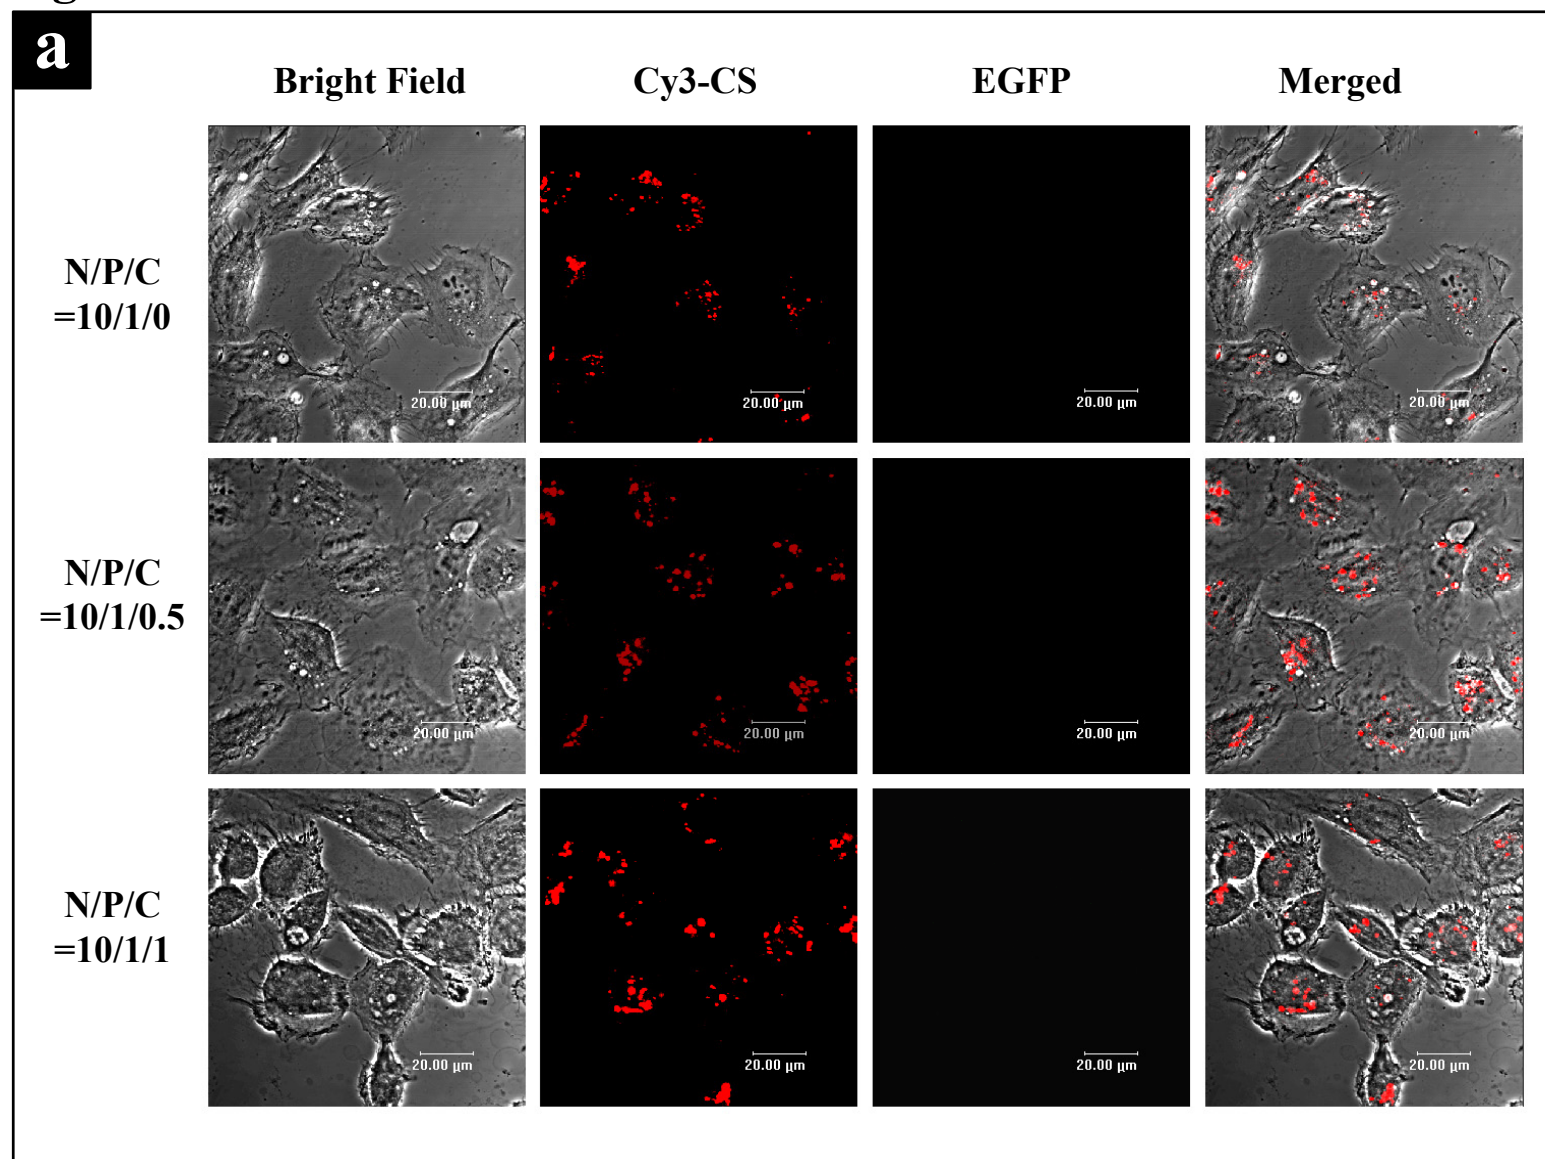 a
Bright Field Cy3-CS EGFP Merged
N/P/C
=10/1/0
20.00 µm 20.00 µm 20.00 µm 20.00 µm
N/P/C
=10/1/0.5
20.00 µm 20.00 µm 20.00 µm 20.00 µm
N/P/C
=10/1/1
20.00 µm 20.00 µm 20.00 µm 20.00 µm